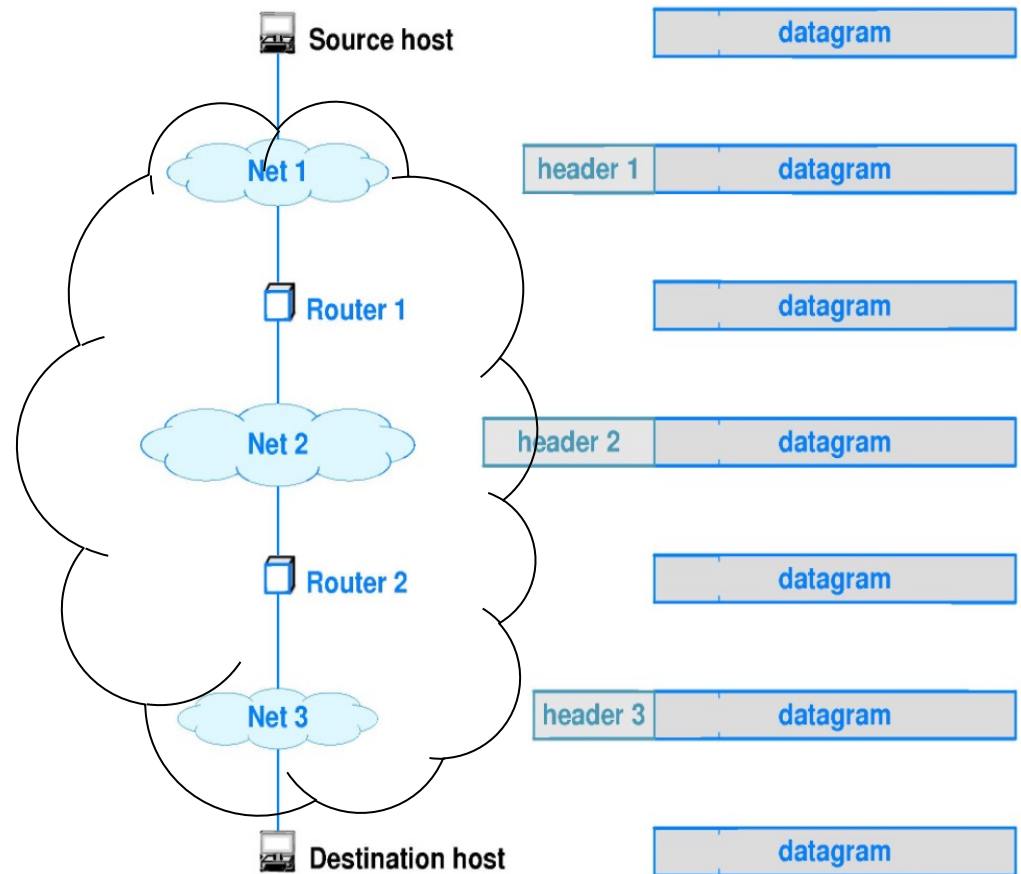 Source host datagram
Net 1 header 1 datagram
Router 1 datagram
Net 2 header 2 datagram
Router 2 datagram
Net 3 header 3 datagram
Destination host datagram